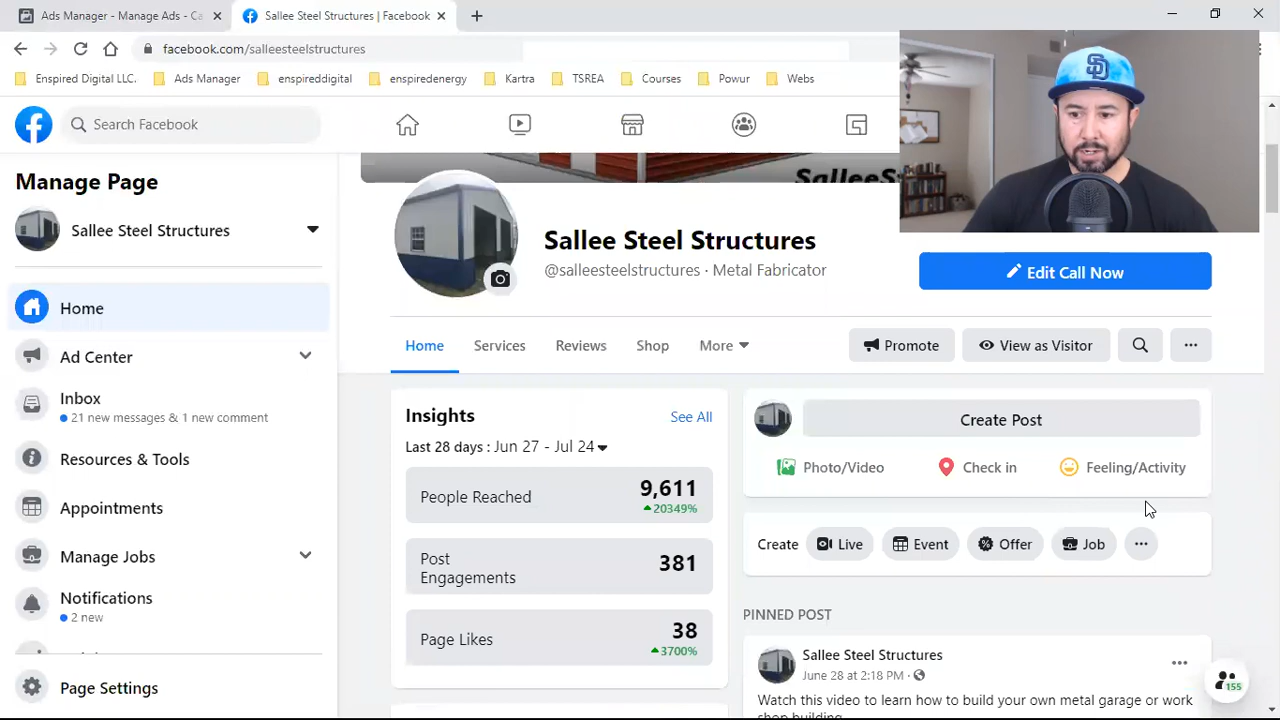 Ads Manager - Manage Ads - Ca
Sallee Steel Structures | Facebook
facebook.com/salleesteelstructures
Enspired Digital LLC.
Ads Manager
enspireddigital
enspiredenergy
Kartra
TSREA
Courses
Powur
Webs
Search Facebook
SD
Manage Page
Sallee Steel Structures
Home
Ad Center
Inbox
21 new messages & 1 new comment
Resources & Tools
Appointments
Manage Jobs
Notifications
2 new
Page Settings
SalleeS
Sallee Steel Structures
@salleesteelstructures · Metal Fabricator
Edit Call Now
Home
Services
Reviews
Shop
More
Promote
View as Visitor
Insights
See All
Last 28 days : Jun 27 - Jul 24
People Reached
9,611
20349%
Post
Engagements
381
Page Likes
38
3700%
Create Post
Photo/Video
Check in
Feeling/Activity
Create
Live
Event
Offer
Job
PINNED POST
Sallee Steel Structures
June 28 at 2:18 PM ·
Watch this video to learn how to build your own metal garage or work
shop building
155